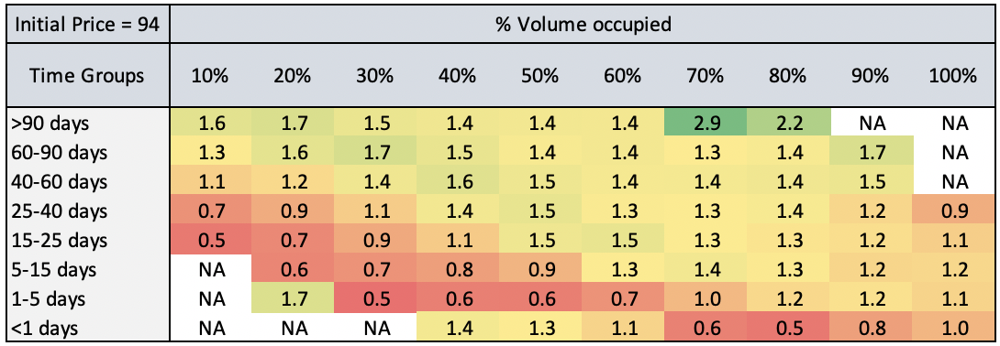 Initial Price = 94 % Volume occupied
Time Groups 10% 20% 30% 40% 50% 60% 70% 80% 90% 100%
>90 days 1.6 1.7 1.5 1.4 1.4 1.4 2.9 2.2 NA NA
60-90 days 1.3 1.6 1.7 1.5 1.4 1.4 1.3 1.4 1.7 NA
40-60 days 1.1 1.2 1.4 1.6 1.5 1.4 1.4 1.4 1.5 NA
25-40 days 0.7 0.9 1.1 1.4 1.5 1.3 1.3 1.4 1.2 0.9
15-25 days 0.5 0.7 0.9 1.1 1.5 1.5 1.3 1.3 1.2 1.1
5-15 days NA 0.6 0.7 0.8 0.9 1.3 1.4 1.3 1.2 1.2
1-5 days NA 1.7 0.5 0.6 0.6 0.7 1.0 1.2 1.2 1.1
<1 days NA NA NA 1.4 1.3 1.1 0.6 0.5 0.8 1.0